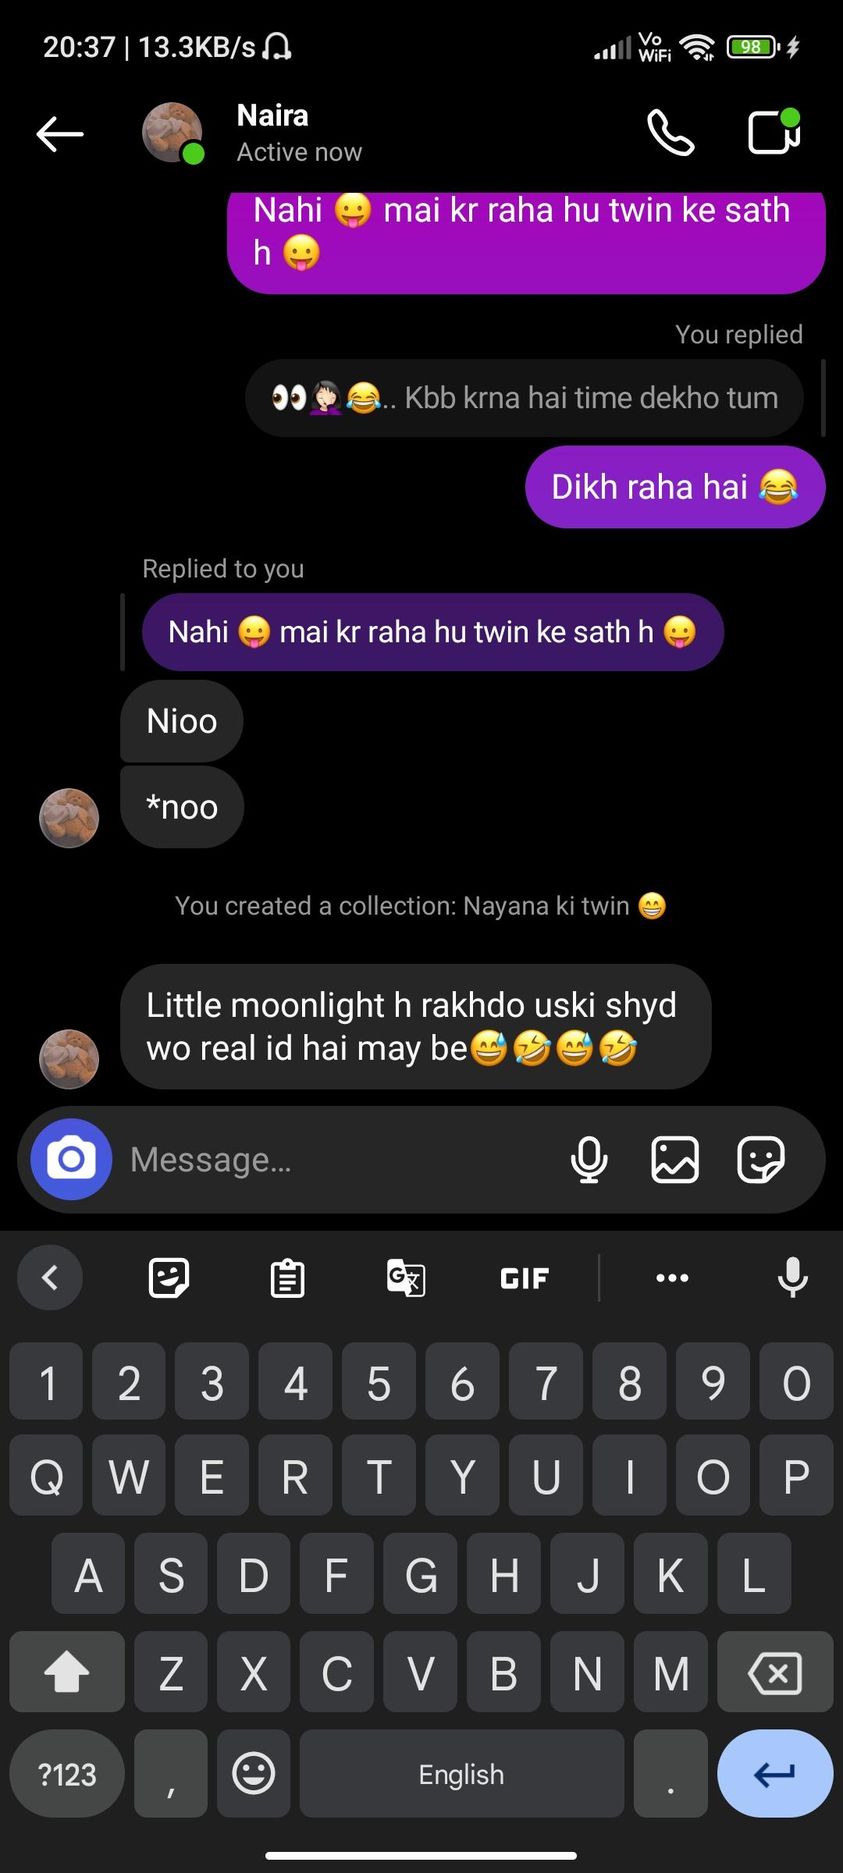 20:37 | 13.3KB/s
Vo
WiFi
98
Naira
Active now
Nahi 😛 mai kr raha hu twin ke sath
h 😛
You replied
👀🤦🏻‍♀️😂.. Kbb krna hai time dekho tum
Dikh raha hai 😂
Replied to you
Nahi 😛 mai kr raha hu twin ke sath h 😛
Nioo
*noo
You created a collection: Nayana ki twin 😁
Little moonlight h rakhdo uski shyd
wo real id hai may be😅🤣😅🤣
Message...
GIF
1 2 3 4 5 6 7 8 9 0
Q W E R T Y U I O P
A S D F G H J K L
Z X C V B N M
?123 , English .